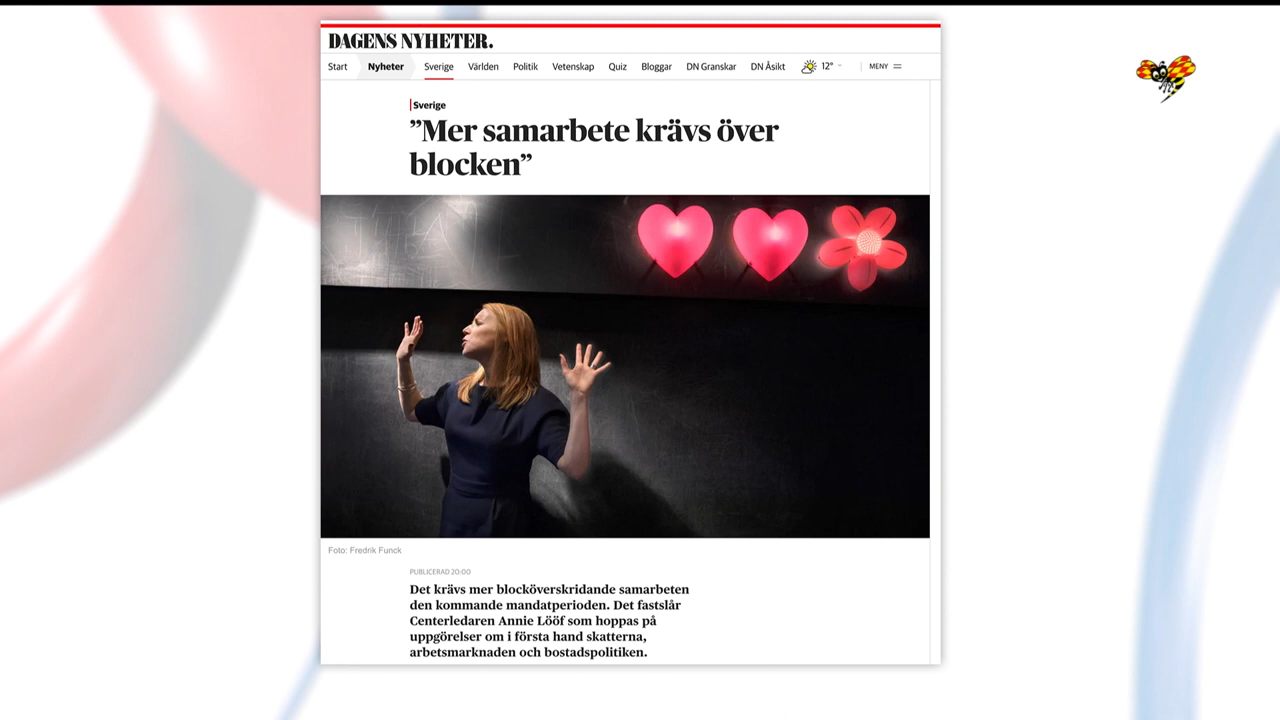 DAGENS NYHETER.
Start Nyheter Sverige Världen Politik Vetenskap Quiz Bloggar DN Granskar DN Åsikt 12° MENY
Sverige
”Mer samarbete krävs över
blocken”
Foto: Fredrik Funck
PUBLICERAD 20:00
Det krävs mer blocköverskridande samarbeten
den kommande mandatperioden. Det fastslår
Centerledaren Annie Lööf som hoppas på
uppgörelser om i första hand skatterna,
arbetsmarknaden och bostadspolitiken.